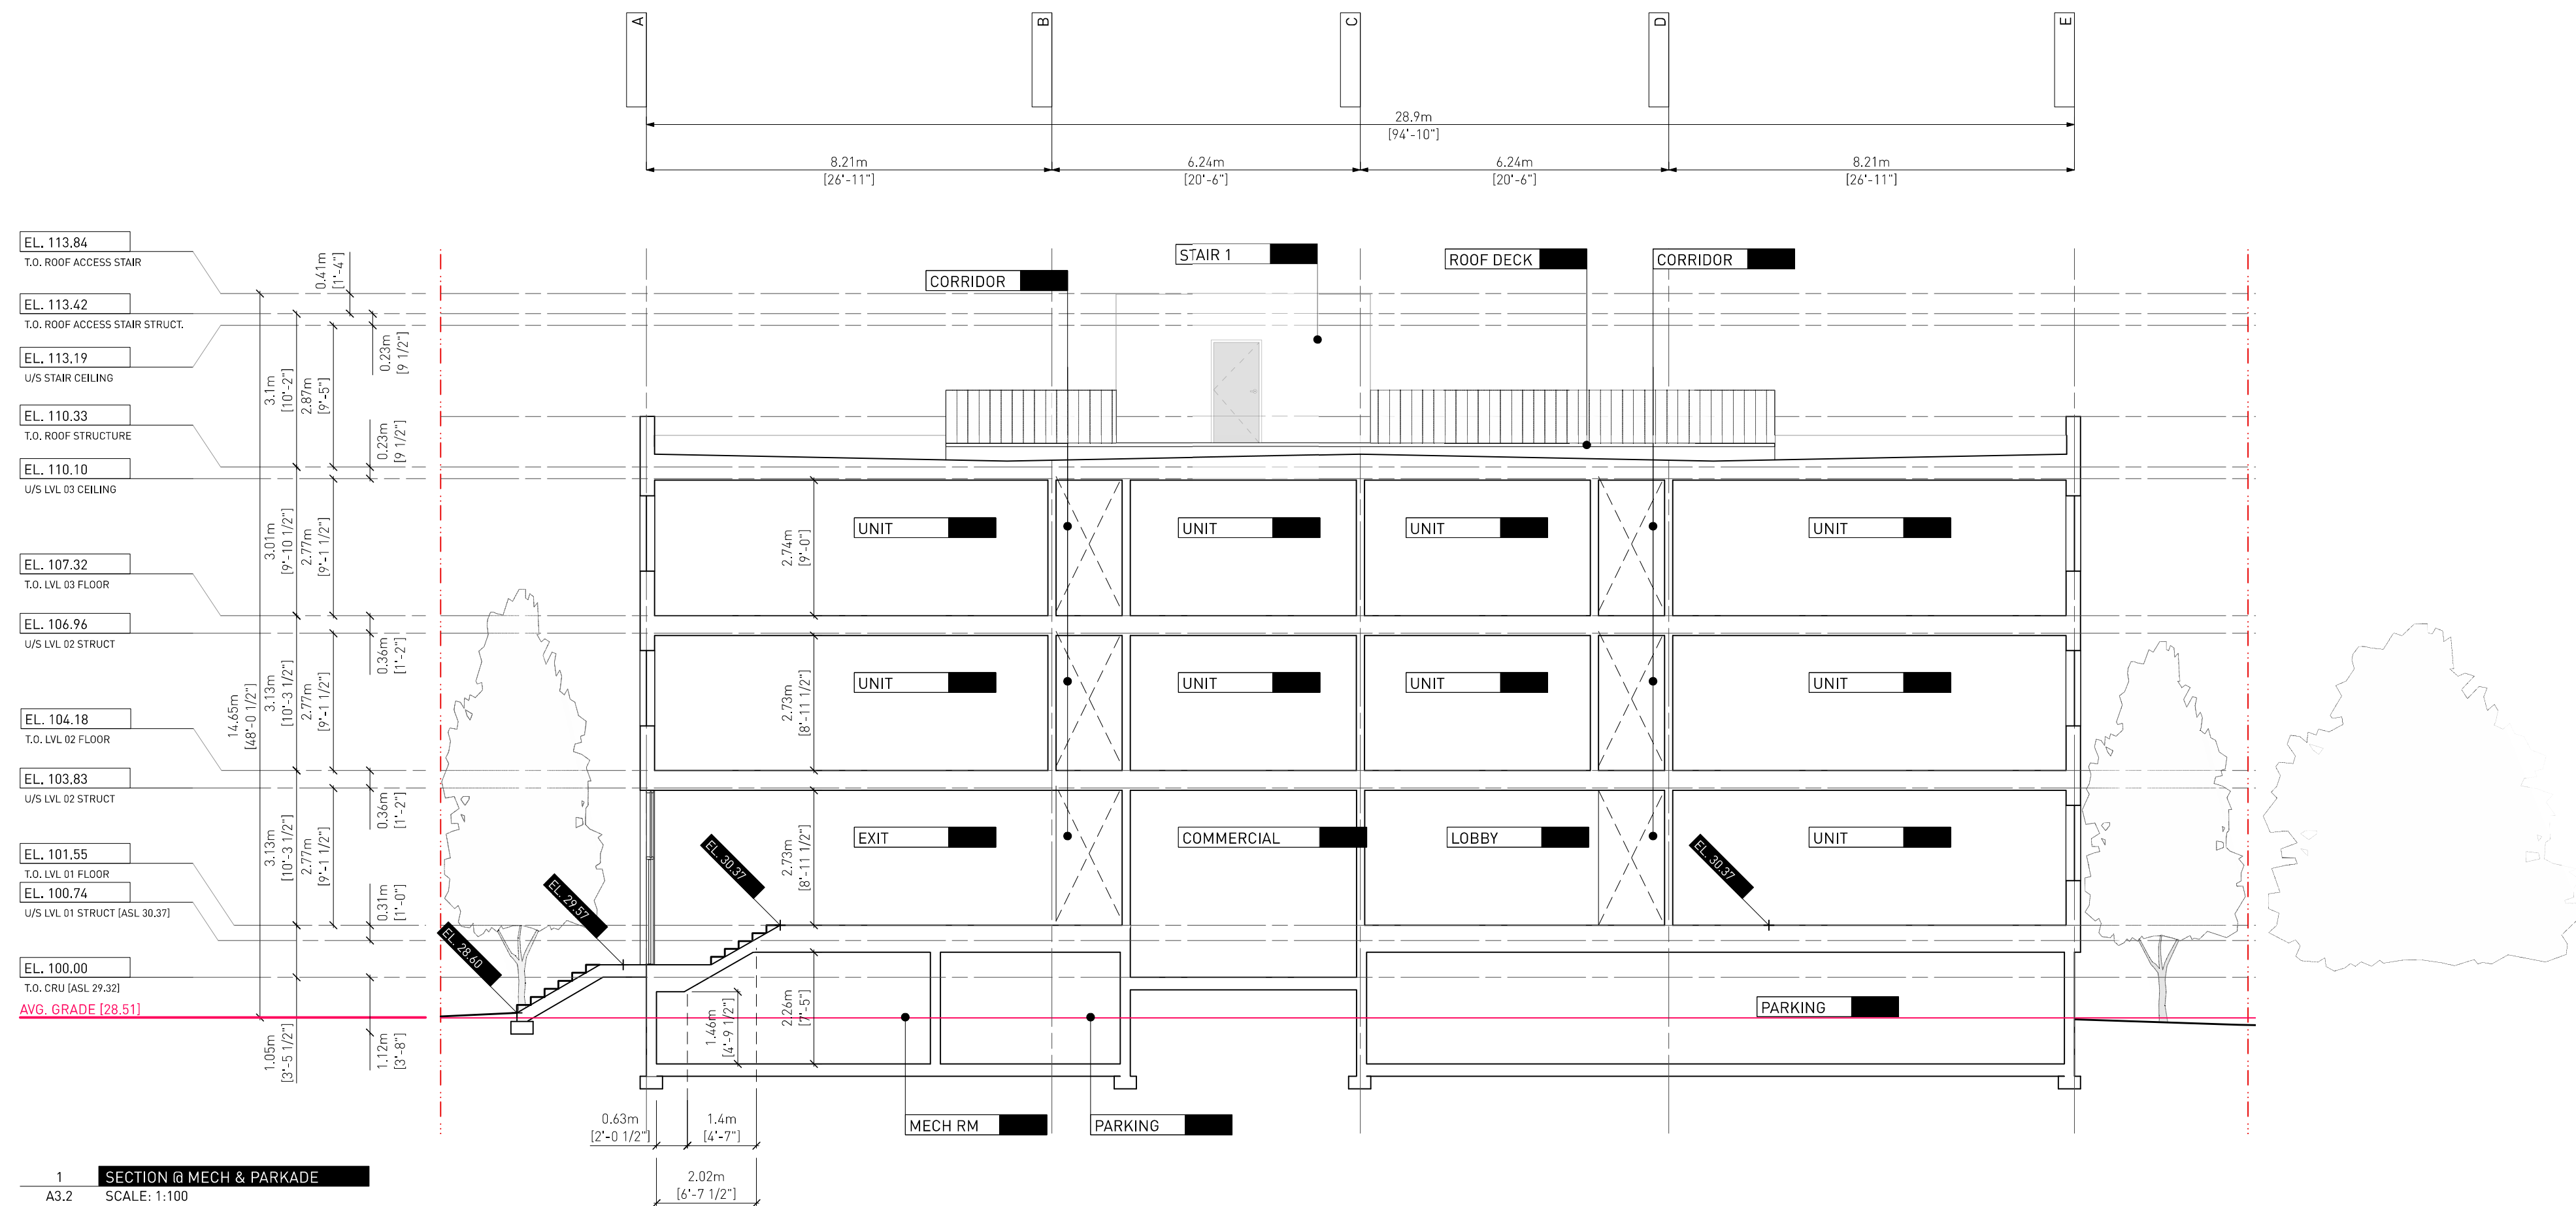 A
B
C
D
E
28.9m
[94'-10"]
8.21m
[26'-11"]
6.24m
[20'-6"]
6.24m
[20'-6"]
8.21m
[26'-11"]
EL. 113.84
T.O. ROOF ACCESS STAIR
EL. 113.42
T.O. ROOF ACCESS STAIR STRUCT.
EL. 113.19
U/S STAIR CEILING
EL. 110.33
T.O. ROOF STRUCTURE
EL. 110.10
U/S LVL 03 CEILING
EL. 107.32
T.O. LVL 03 FLOOR
EL. 106.96
U/S LVL 02 STRUCT
EL. 104.18
T.O. LVL 02 FLOOR
EL. 103.83
U/S LVL 02 STRUCT
EL. 101.55
T.O. LVL 01 FLOOR
EL. 100.74
U/S LVL 01 STRUCT [ASL 30.37]
EL. 100.00
T.O. CRU [ASL 29.32]
AVG. GRADE [28.51]
14.65m
[48'-0 1/2"]
3.1m
[10'-2"]
3.01m
[9'-10 1/2"]
3.13m
[10'-3 1/2"]
3.13m
[10'-3 1/2"]
1.05m
[3'-5 1/2"]
2.87m
[9'-5"]
2.77m
[9'-1 1/2"]
2.77m
[9'-1 1/2"]
2.77m
[9'-1 1/2"]
0.41m
[1'-4"]
0.23m
[9 1/2"]
0.23m
[9 1/2"]
0.36m
[1'-2"]
0.36m
[1'-2"]
0.31m
[1'-0"]
1.12m
[3'-8"]
CORRIDOR
STAIR 1
ROOF DECK
CORRIDOR
2.74m
[9'-0"]
UNIT
UNIT
UNIT
UNIT
2.73m
[8'-11 1/2"]
UNIT
UNIT
UNIT
UNIT
2.73m
[8'-11 1/2"]
EXIT
COMMERCIAL
LOBBY
UNIT
EL. 28.60
EL. 29.57
EL. 30.37
EL. 30.37
1.46m
[4'-9 1/2"]
2.26m
[7'-5"]
PARKING
MECH RM
PARKING
0.63m
[2'-0 1/2"]
1.4m
[4'-7"]
2.02m
[6'-7 1/2"]
1
SECTION @ MECH & PARKADE
A3.2
SCALE: 1:100